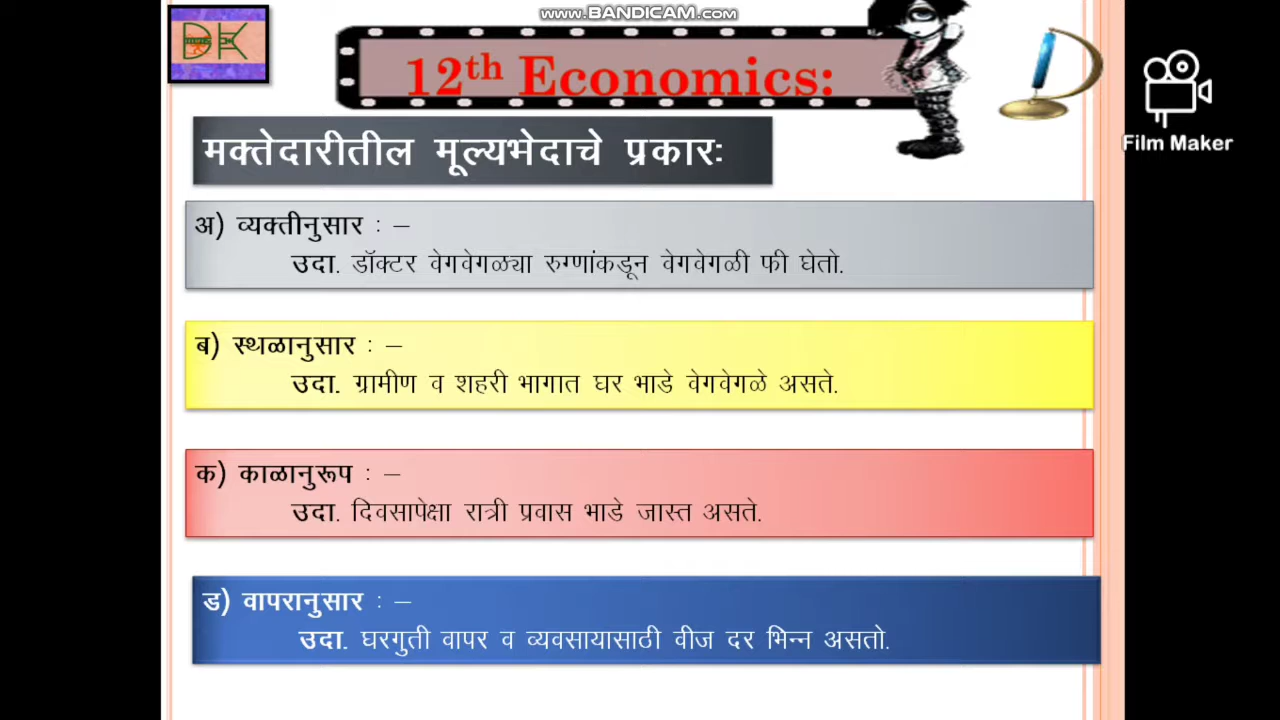 www.BANDICAM.com
DK
12th Economics:
Film Maker
मक्तेदारीतील मूल्यभेदाचे प्रकारः
अ) व्यक्तीनुसार : –
उदा. डॉक्टर वेगवेगळ्या रुग्णांकडून वेगवेगळी फी घेतो.
ब) स्थळानुसार : –
उदा. ग्रामीण व शहरी भागात घर भाडे वेगवेगळे असते.
क) काळानुरूप : –
उदा. दिवसापेक्षा रात्री प्रवास भाडे जास्त असते.
ड) वापरानुसार : –
उदा. घरगुती वापर व व्यवसायासाठी वीज दर भिन्न असतो.